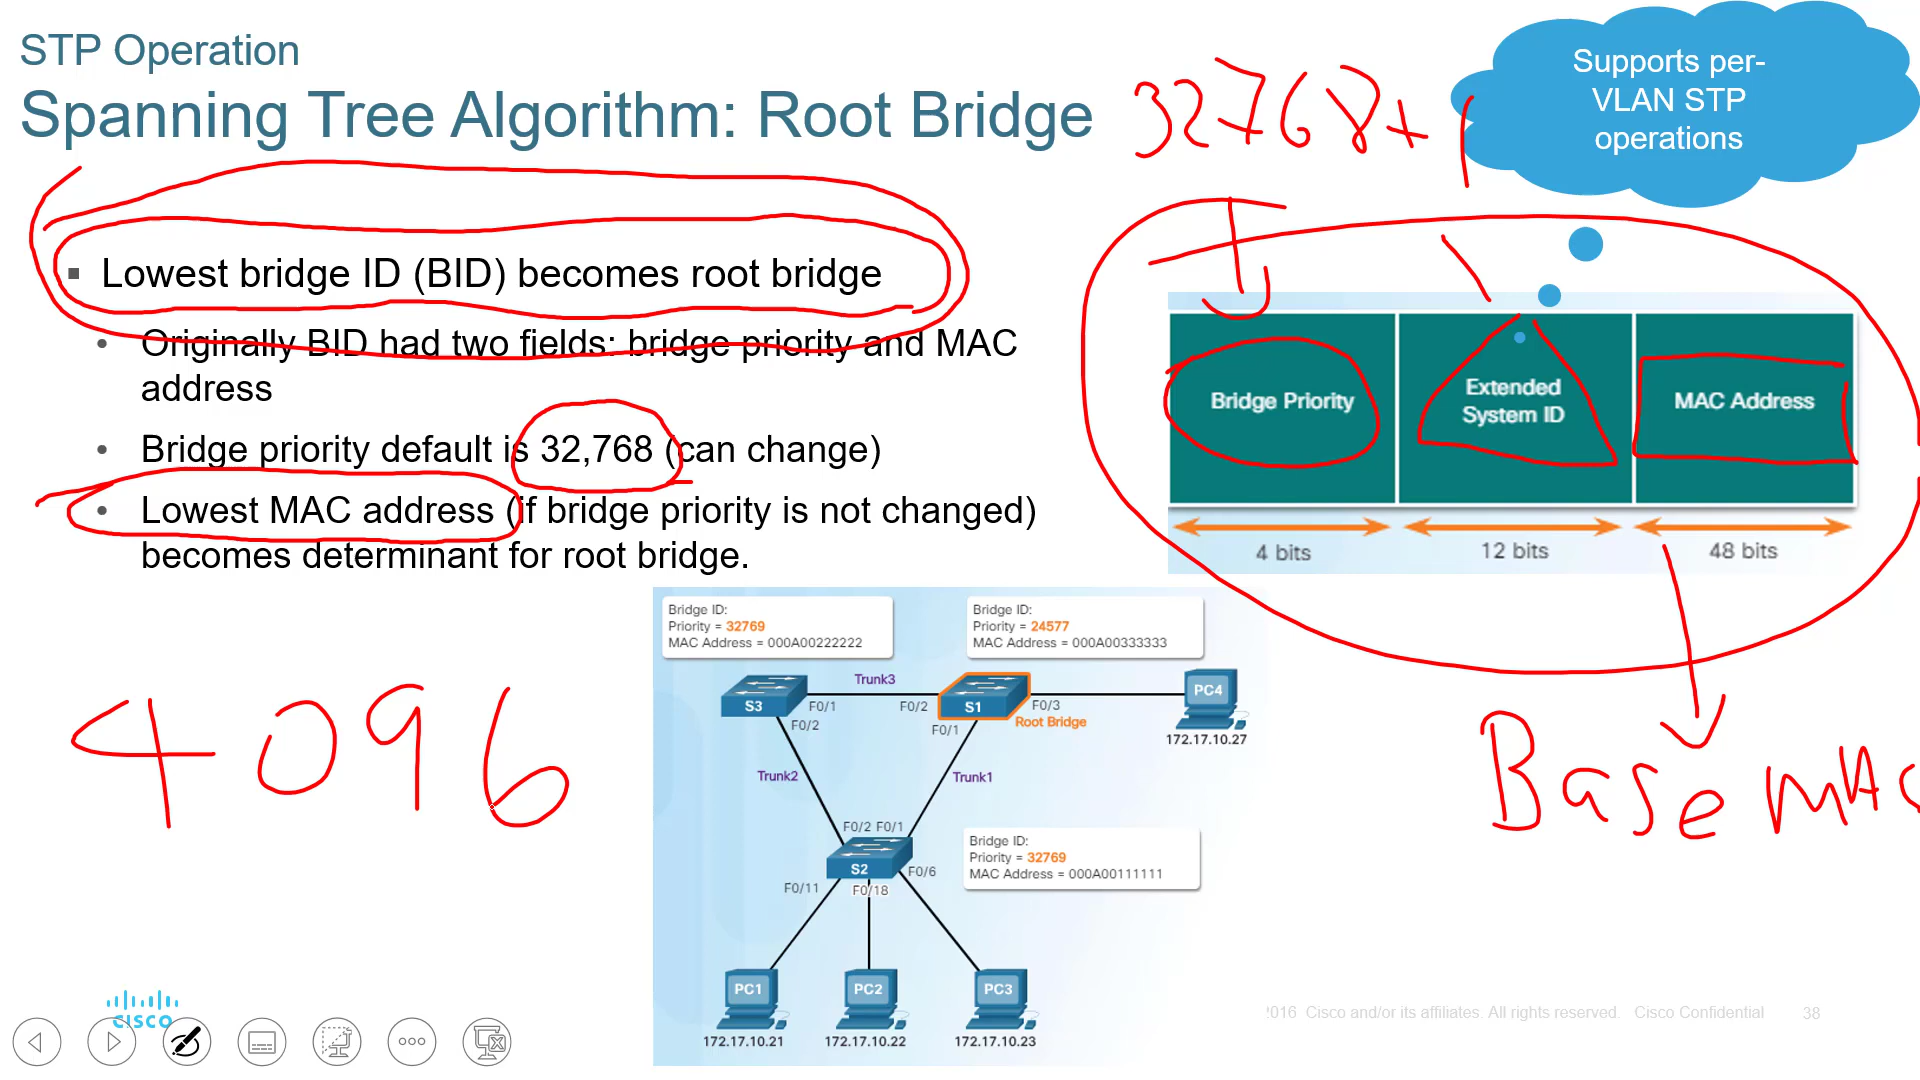 STP Operation
Spanning Tree Algorithm: Root Bridge
32768+1
Supports per-
VLAN STP
operations
▪ Lowest bridge ID (BID) becomes root bridge
• Originally BID had two fields: bridge priority and MAC
address
• Bridge priority default is 32,768 (can change)
• Lowest MAC address (if bridge priority is not changed)
becomes determinant for root bridge.
Bridge Priority
Extended
System ID
MAC Address
4 bits
12 bits
48 bits
Base MAC
4096
Bridge ID:
Priority = 32769
MAC Address = 000A00222222
Bridge ID:
Priority = 24577
MAC Address = 000A00333333
Trunk3
S3
F0/1
F0/2
S1
F0/3
PC4
F0/2
F0/1
Root Bridge
172.17.10.27
Trunk2
Trunk1
F0/2 F0/1
Bridge ID:
Priority = 32769
MAC Address = 000A00111111
S2
F0/6
F0/11
F0/18
PC1
PC2
PC3
172.17.10.21
172.17.10.22
172.17.10.23
CISCO
2016 Cisco and/or its affiliates. All rights reserved. Cisco Confidential
38